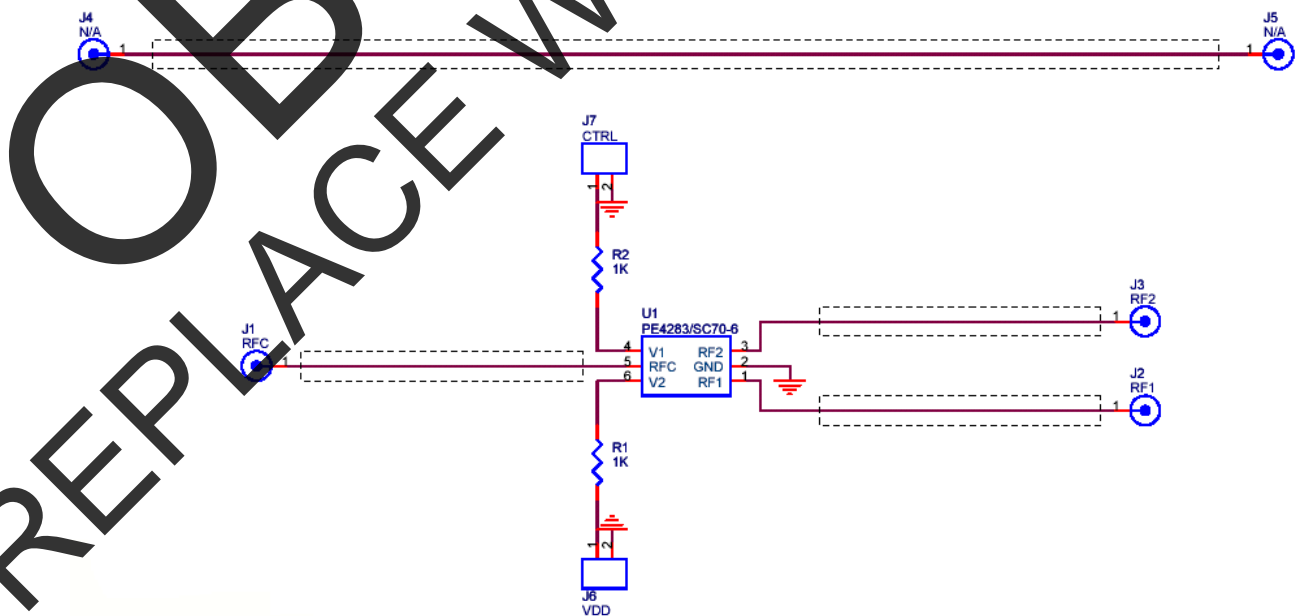 J4
N/A
1
J5
N/A
1
REPLACE
J7
CTRL
1
2
R2
1K
U1
PE4283/SC70-6
4
V1
RF2
3
5
RFC
GND
2
6
V2
RF1
1
J1
RFC
1
J3
RF2
1
J2
RF1
1
R1
1K
1
2
J6
VDD